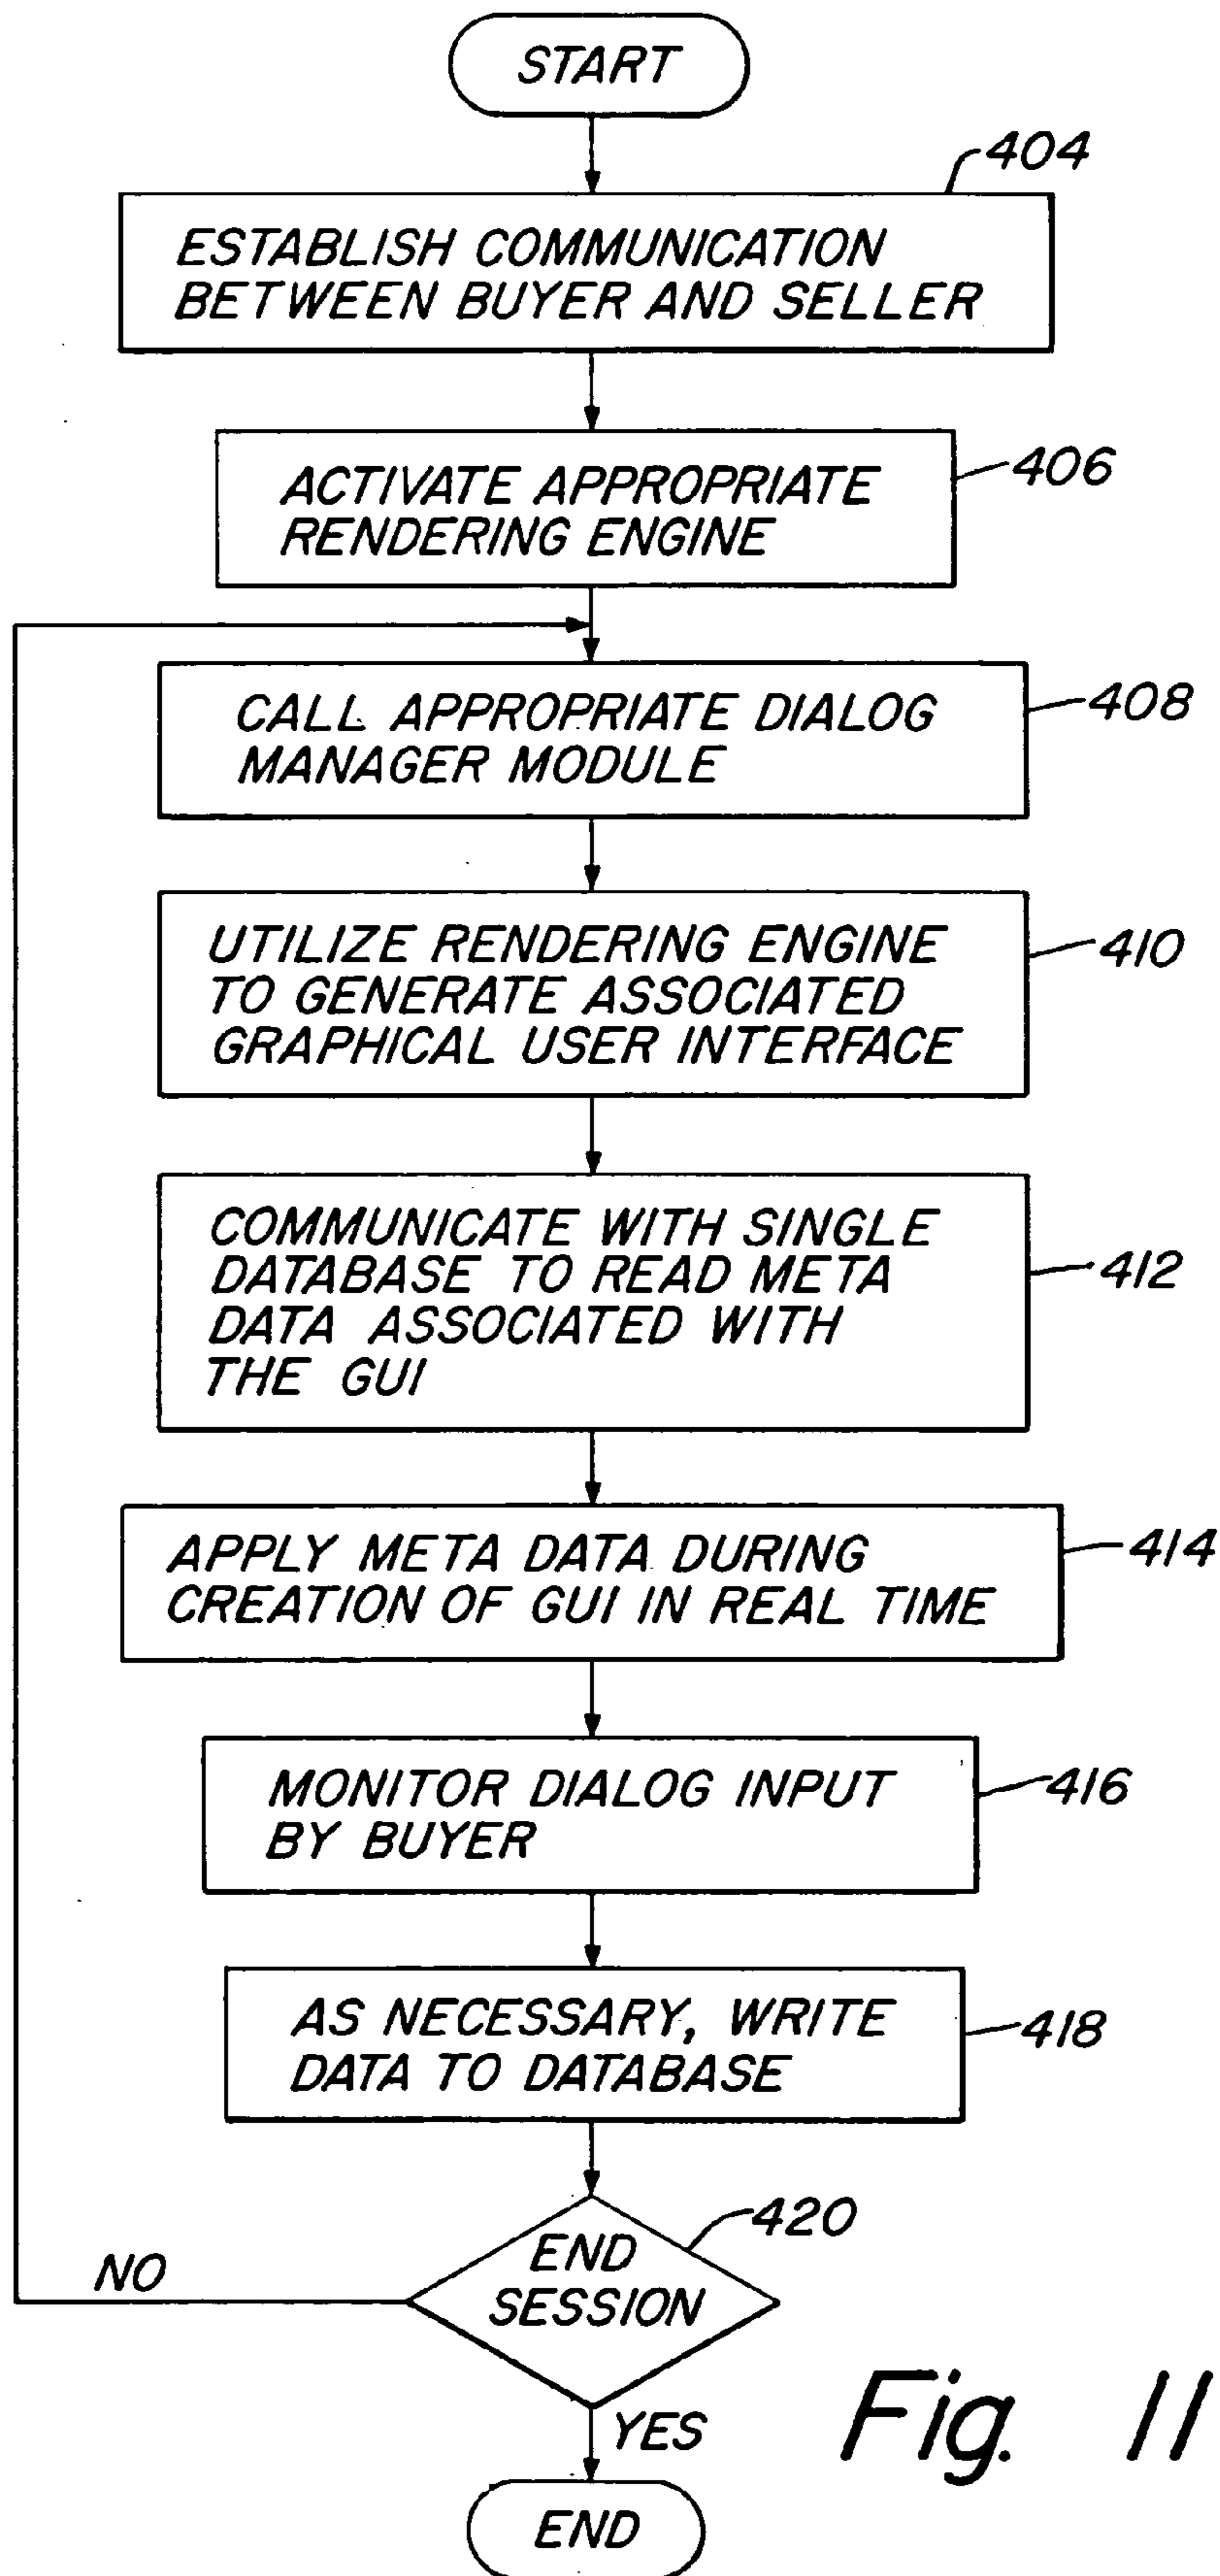 START
404
ESTABLISH COMMUNICATION
BETWEEN BUYER AND SELLER
406
ACTIVATE APPROPRIATE
RENDERING ENGINE
408
CALL APPROPRIATE DIALOG
MANAGER MODULE
410
UTILIZE RENDERING ENGINE
TO GENERATE ASSOCIATED
GRAPHICAL USER INTERFACE
412
COMMUNICATE WITH SINGLE
DATABASE TO READ META
DATA ASSOCIATED WITH
THE GUI
414
APPLY META DATA DURING
CREATION OF GUI IN REAL TIME
416
MONITOR DIALOG INPUT
BY BUYER
418
AS NECESSARY, WRITE
DATA TO DATABASE
420
END
SESSION
NO
YES
END
Fig. 11